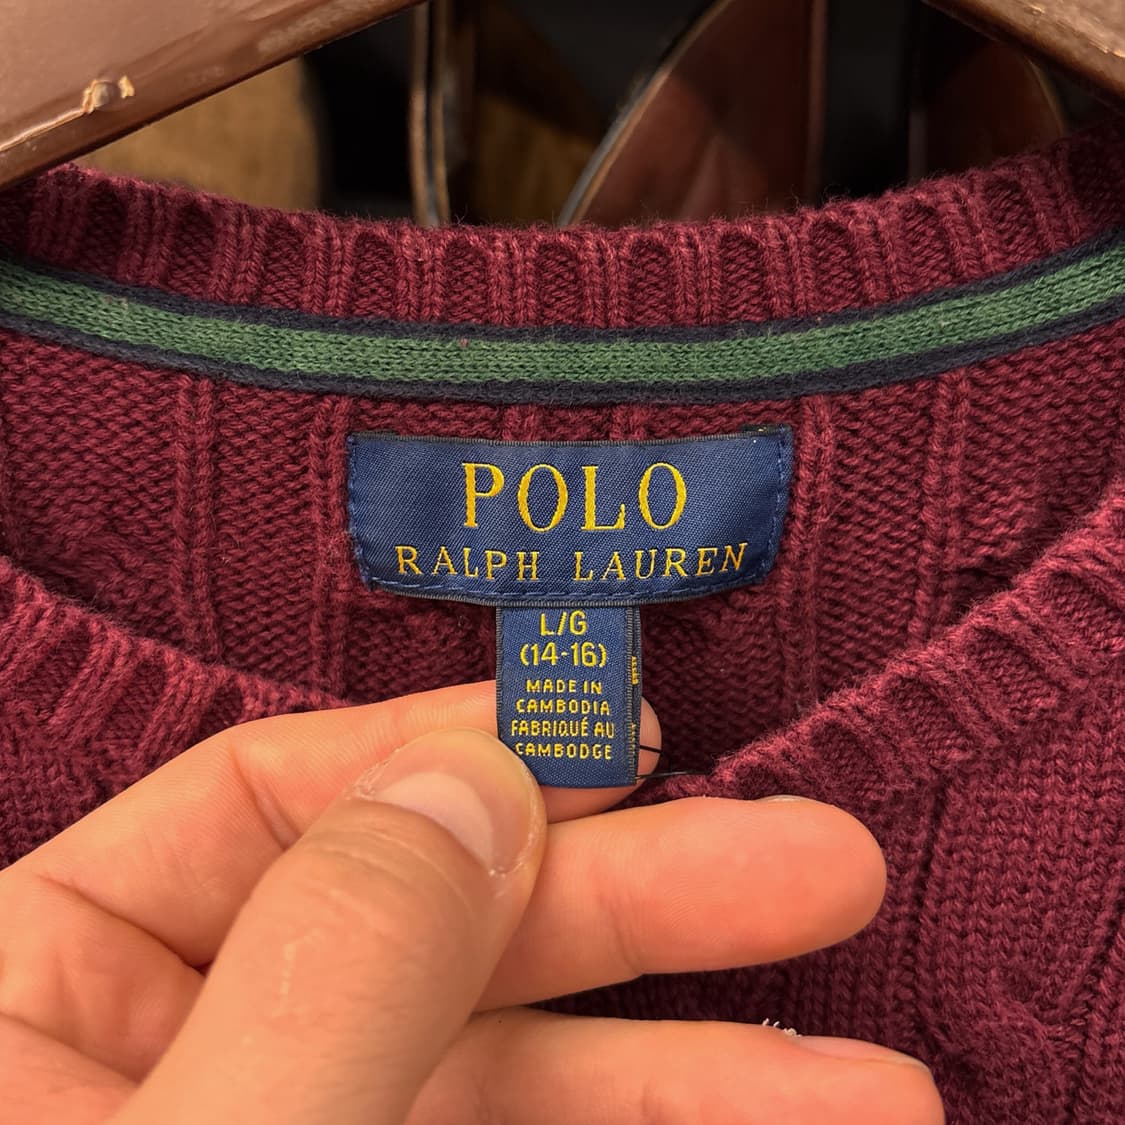 POLO
RALPH LAUREN
L/G
(14-16)
MADE IN
CAMBODIA
FABRIQUÉ AU
CAMBODGE